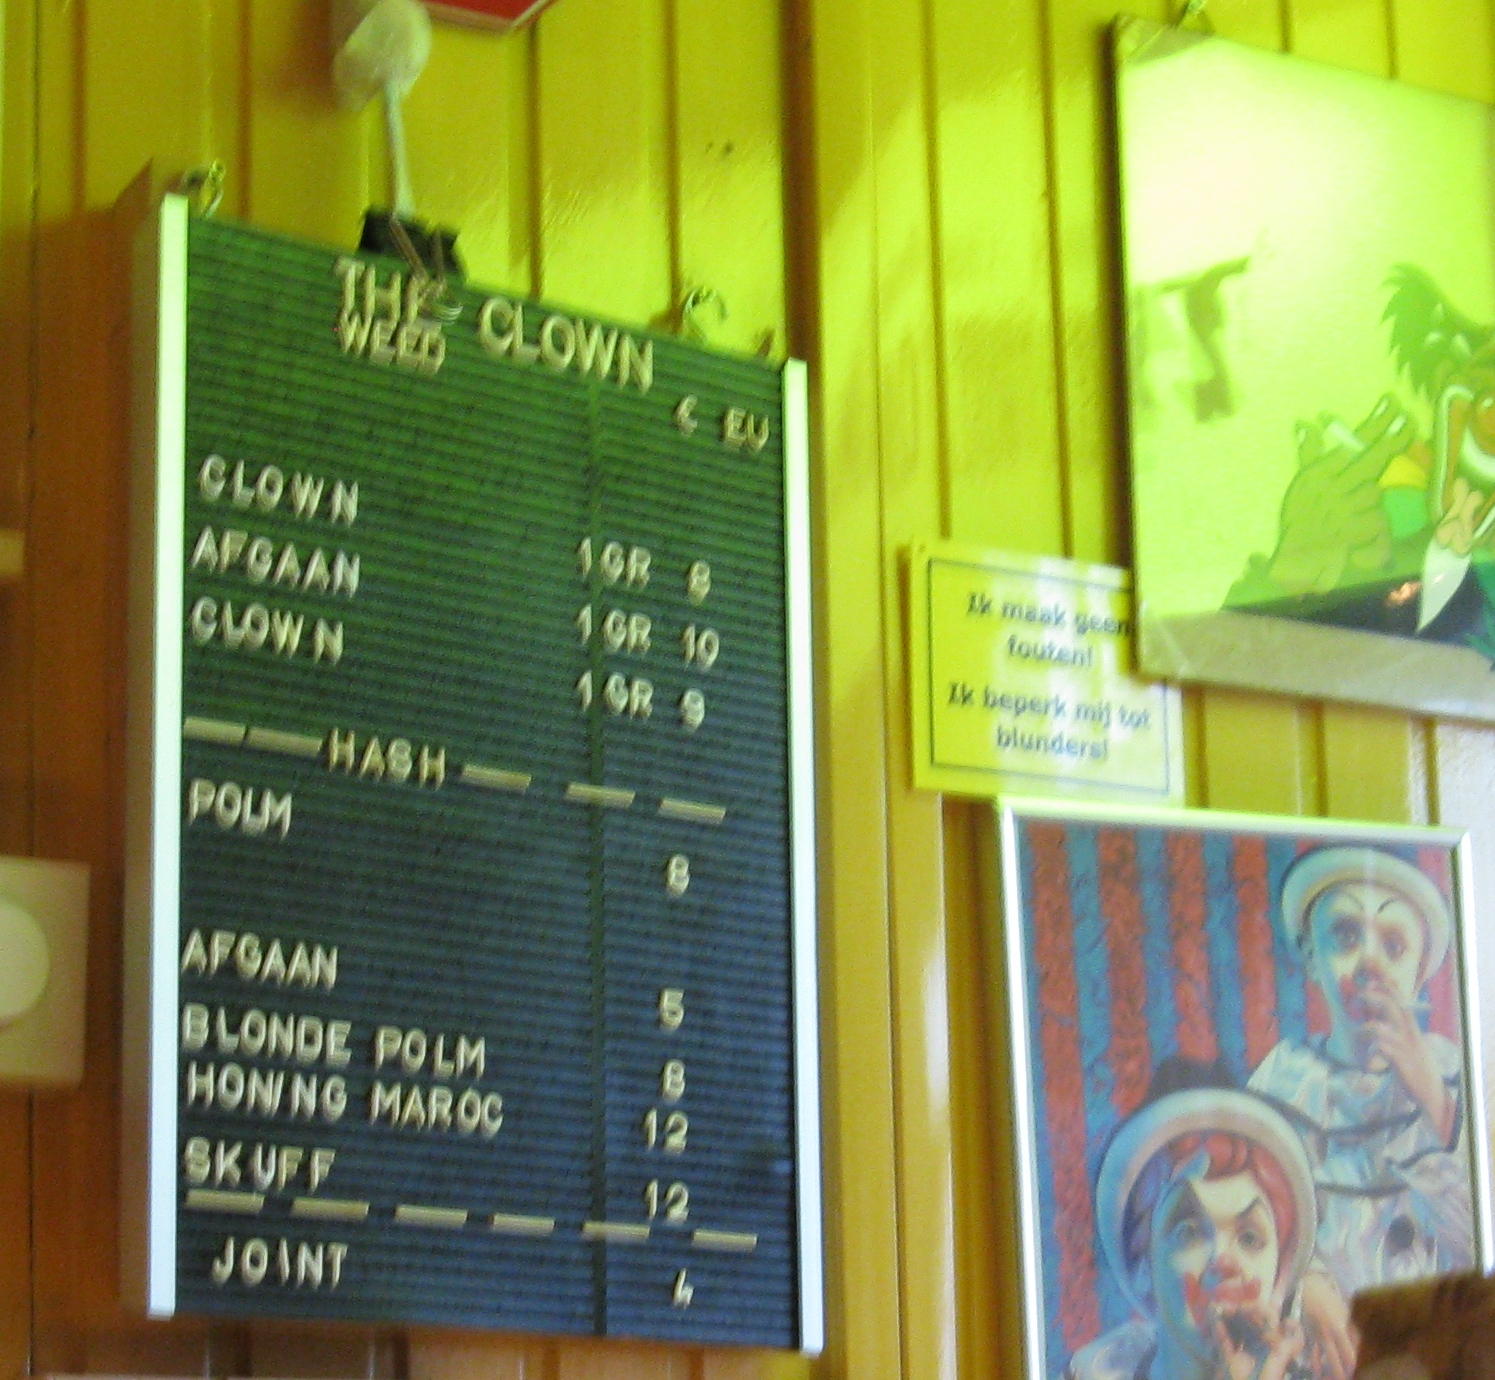 THE CLOWN
WEED
€ EU
CLOWN 1GR 8
AFGAAN 1GR 10
CLOWN 1GR 9
HASH
POLM 8
AFGAAN 5
BLONDE POLM 8
HONING MAROC 12
SKUFF 12
JOINT 4
Ik maak geen
fouten!
Ik beperk mij tot
blunders!